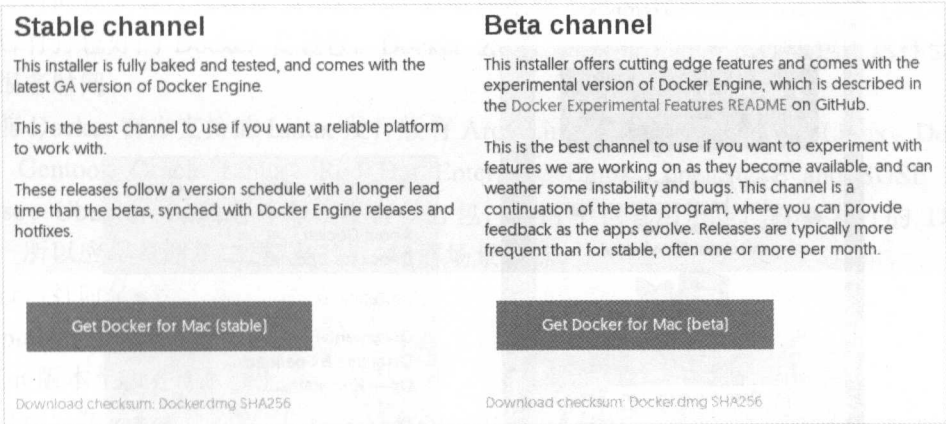 Stable channel
This installer is fully baked and tested, and comes with the
latest GA version of Docker Engine.
This is the best channel to use if you want a reliable platform
to work with.
These releases follow a version schedule with a longer lead
time than the betas, synched with Docker Engine releases and
hotfixes.
Get Docker for Mac (stable)
Download checksum: Docker.dmg SHA256
Beta channel
This installer offers cutting edge features and comes with the
experimental version of Docker Engine, which is described in
the Docker Experimental Features README on GitHub.
This is the best channel to use if you want to experiment with
features we are working on as they become available, and can
weather some instability and bugs. This channel is a
continuation of the beta program, where you can provide
feedback as the apps evolve. Releases are typically more
frequent than for stable, often one or more per month.
Get Docker for Mac (beta)
Download checksum: Docker.dmg SHA256